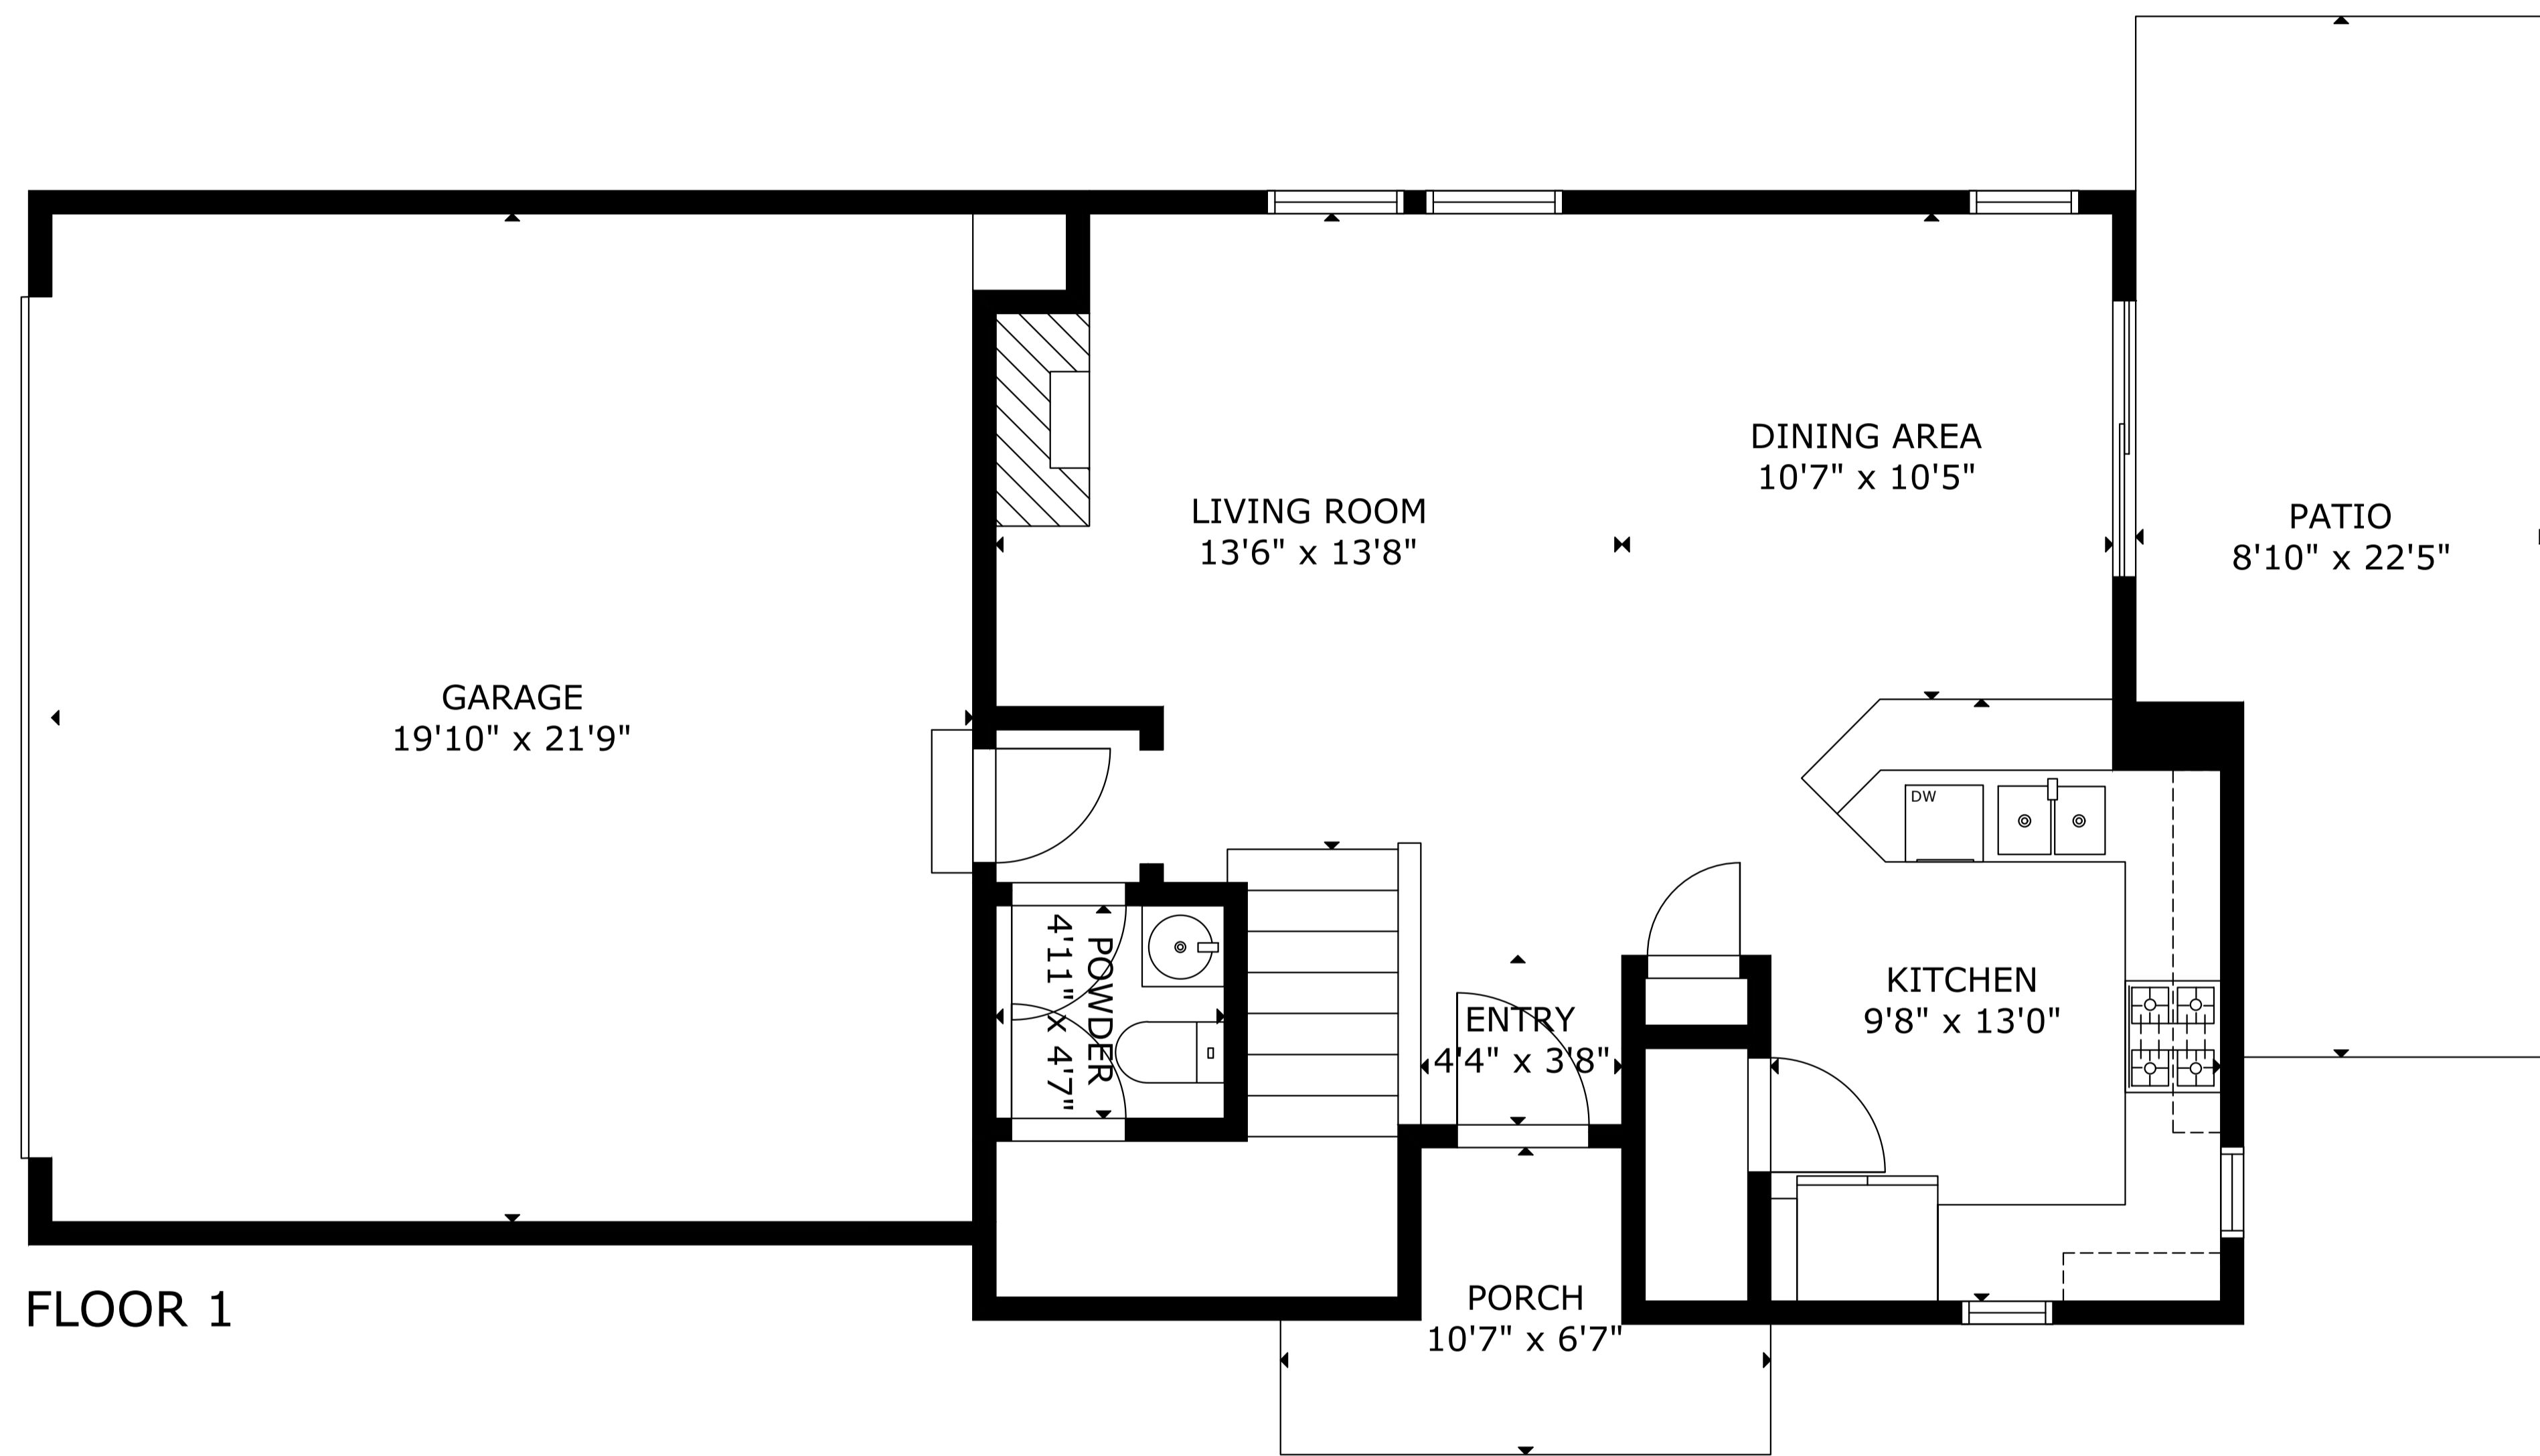 DINING AREA
10'7" x 10'5"
LIVING ROOM
13'6" x 13'8"
PATIO
8'10" x 22'5"
GARAGE
19'10" x 21'9"
DW
POWDER
4'11" x 4'7"
ENTRY
4'4" x 3'8"
KITCHEN
9'8" x 13'0"
PORCH
10'7" x 6'7"
FLOOR 1